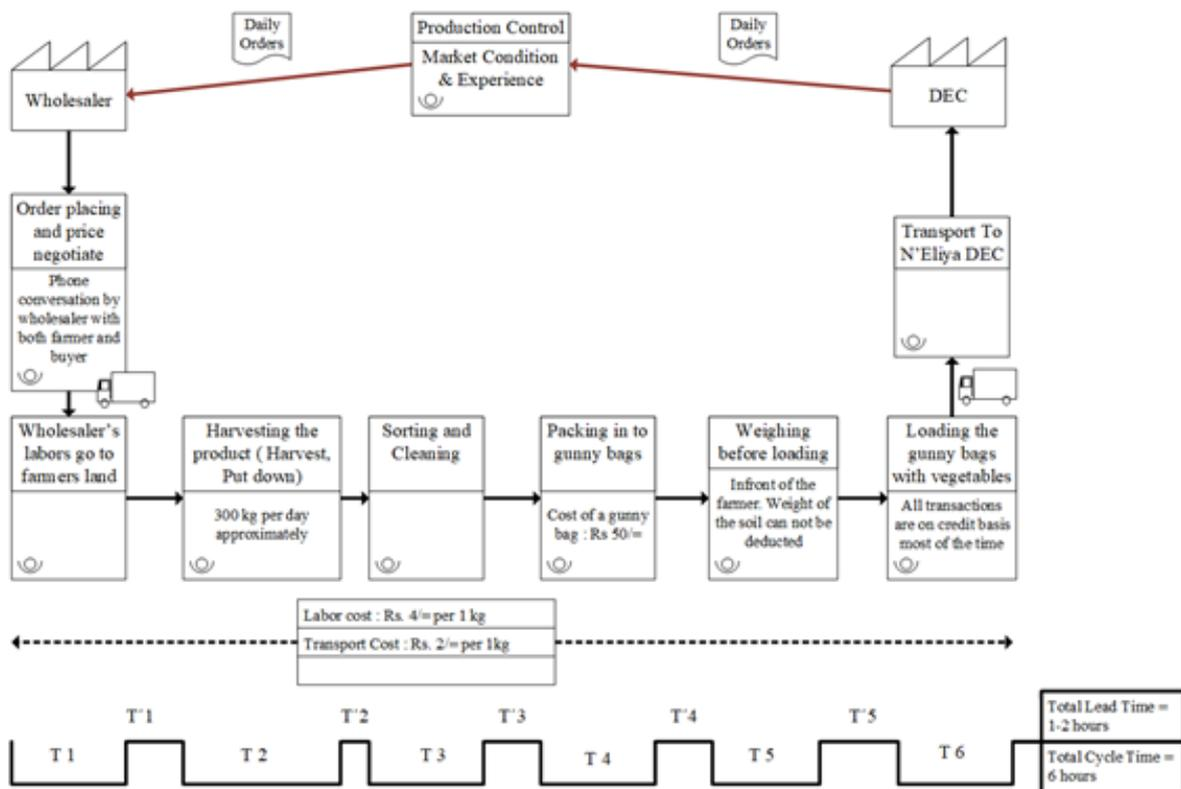 Daily
Orders
Production Control
Market Condition
& Experience
Daily
Orders
Wholesaler
DEC
Order placing
and price
negotiate
Phone
conversation by
wholesaler with
both farmer and
buyer
Transport To
N'Eliya DEC
Wholesaler's
labors go to
farmers land
Harvesting the
product ( Harvest,
Put down)
300 kg per day
approximately
Sorting and
Cleaning
Packing in to
gunny bags
Cost of a gunny
bag : Rs 50/=
Weighing
before loading
Infront of the
farmer. Weight of
the soil can not be
deducted
Loading the
gunny bags
with vegetables
All transactions
are on credit basis
most of the time
Labor cost : Rs. 4/= per 1 kg
Transport Cost : Rs. 2/= per 1kg
T´1
T´2
T´3
T´4
T´5
Total Lead Time =
1-2 hours
T 1
T 2
T 3
T 4
T 5
T 6
Total Cycle Time =
6 hours